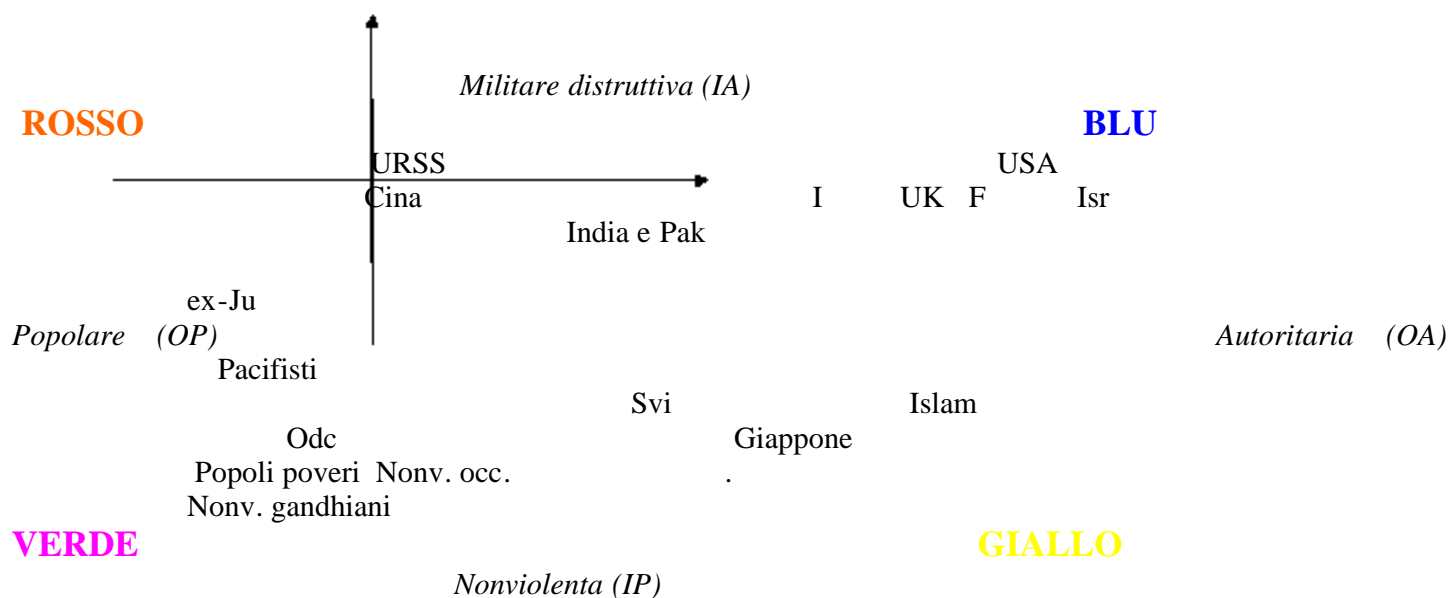 Militare distruttiva (IA)
ROSSO BLU
URSS USA
Cina I UK F Isr
India e Pak
ex-Ju
Popolare (OP) Autoritaria (OA)
Pacifisti
Svi Islam
Odc Giappone
Popoli poveri Nonv. occ. .
Nonv. gandhiani
VERDE GIALLO
Nonviolenta (IP)